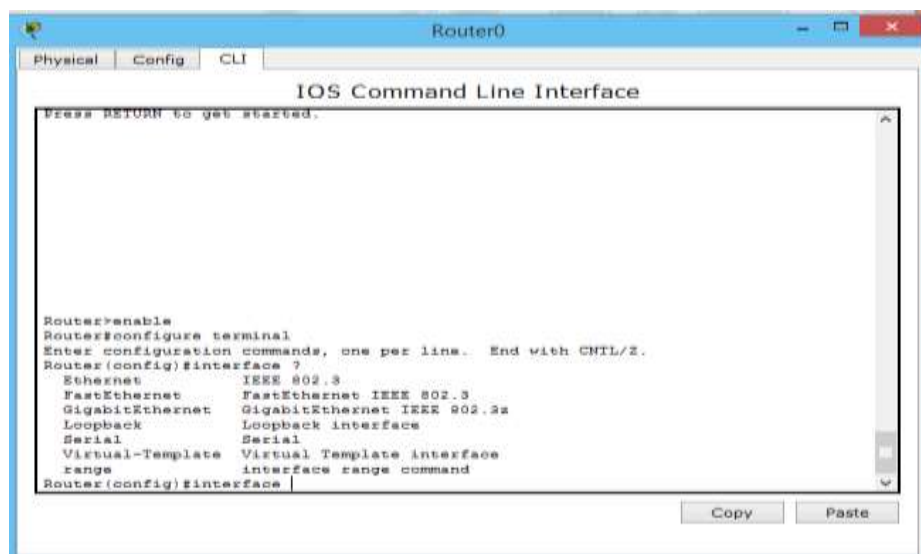 Router0
Physical Config CLI
IOS Command Line Interface
Press RETURN to get started.
Router>enable
Router#configure terminal
Enter configuration commands, one per line.  End with CNTL/Z.
Router(config)#interface ?
Ethernet IEEE 802.3
FastEthernet FastEthernet IEEE 802.3
GigabitEthernet GigabitEthernet IEEE 802.3z
Loopback Loopback interface
Serial Serial
Virtual-Template Virtual Template interface
range interface range command
Router(config)#interface
Copy Paste